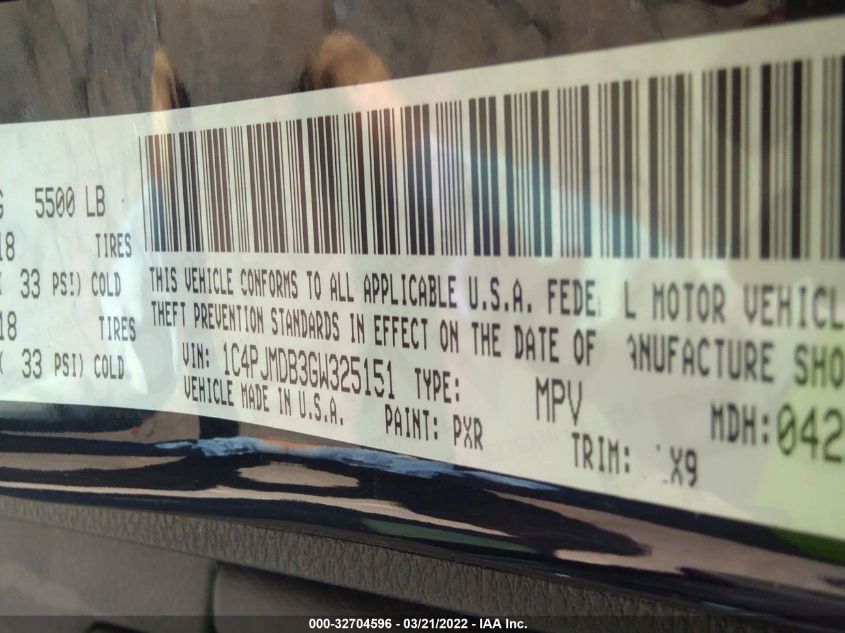 G 5500 LB
18 TIRES
( 33 PSI) COLD
18 TIRES
( 33 PSI) COLD
THIS VEHICLE CONFORMS TO ALL APPLICABLE U.S.A. FEDE L MOTOR VEHICL
THEFT PREVENTION STANDARDS IN EFFECT ON THE DATE OF ANUFACTURE SHO
VIN: 1C4PJMDB3GW325151 TYPE: MPV MDH: 042
VEHICLE MADE IN U.S.A. PAINT: PXR TRIM: X9
000-32704596 - 03/21/2022 - IAA Inc.